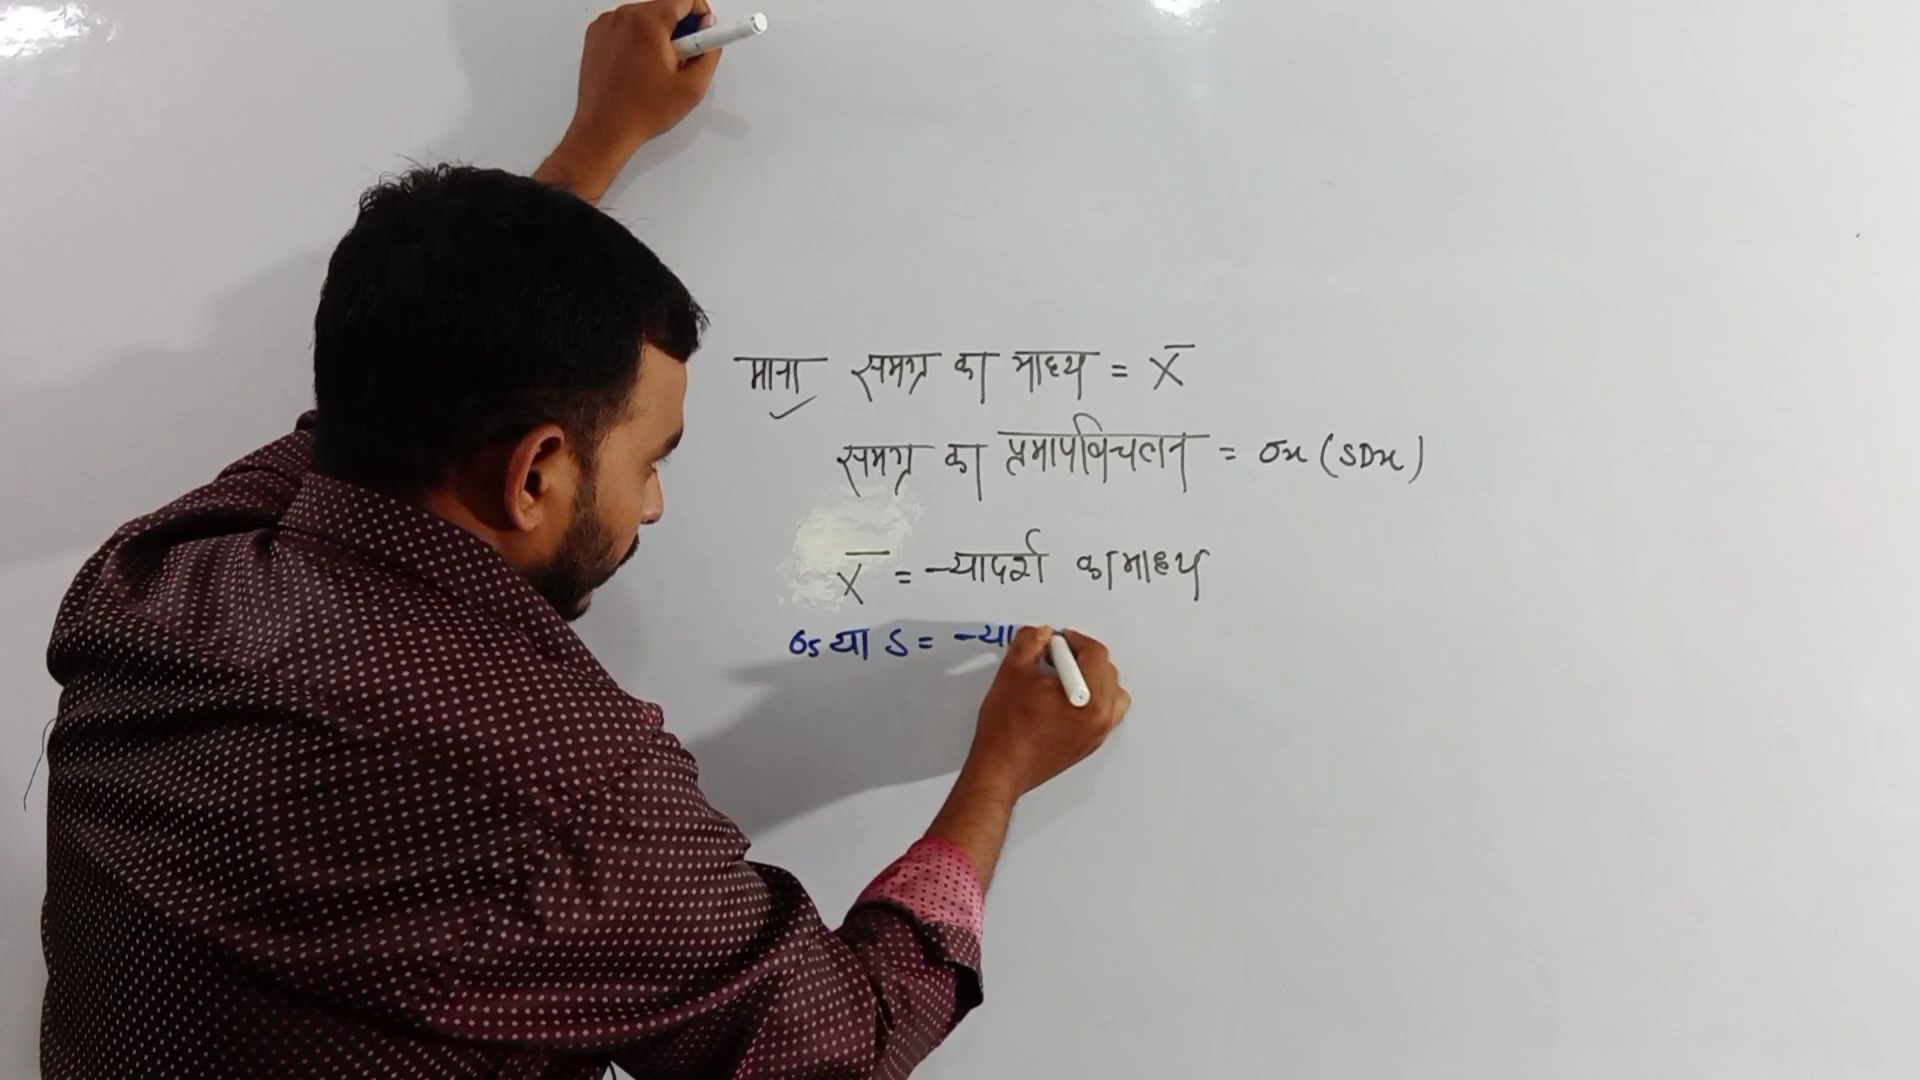 माना समग्र का माध्य = X̅
समग्र का प्रमापविचलन = σx (SDx)
X̅ = न्यादर्श का माध्य
σs या S = न्या